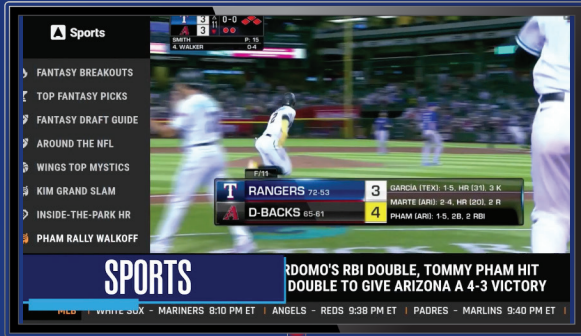 Sports
FANTASY BREAKOUTS
TOP FANTASY PICKS
FANTASY DRAFT GUIDE
AROUND THE NFL
WINGS TOP MYSTICS
KIM GRAND SLAM
INSIDE-THE-PARK HR
PHAM RALLY WALKOFF
T 3 11 0-0
A 3
SMITH P: 15
4. WALKER 0-4
F/11
T RANGERS 72-53 3
A D-BACKS 65-61 4
GARCIA (TEX): 1-5, HR (31), 3 K
MARTE (ARI): 2-4, HR (20), 2 R
PHAM (ARI): 1-5, 2B, 2 RBI
SPORTS
RDOMO'S RBI DOUBLE, TOMMY PHAM HIT
DOUBLE TO GIVE ARIZONA A 4-3 VICTORY
MLB | WHITE SOX - MARINERS 8:10 PM ET | ANGELS - REDS 9:38 PM ET | PADRES - MARLINS 9:40 PM ET |